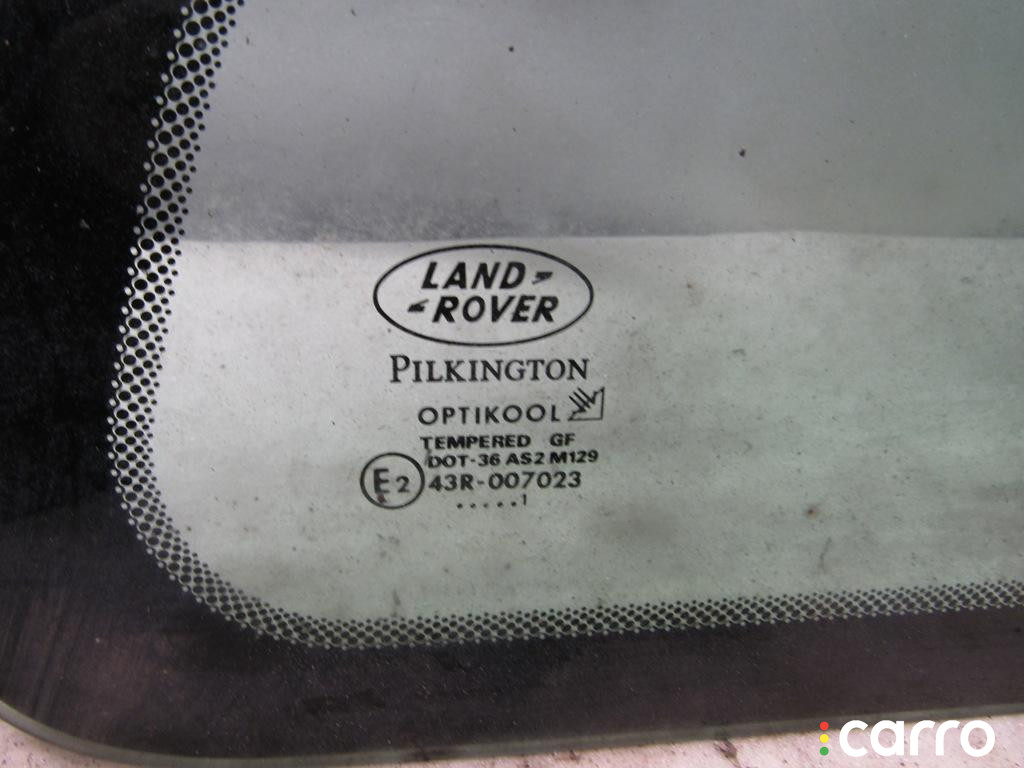 LAND
ROVER
PILKINGTON
OPTIKOOL
TEMPERED GF
DOT-36 AS2 M129
E2 43R-007023
.....1
carro